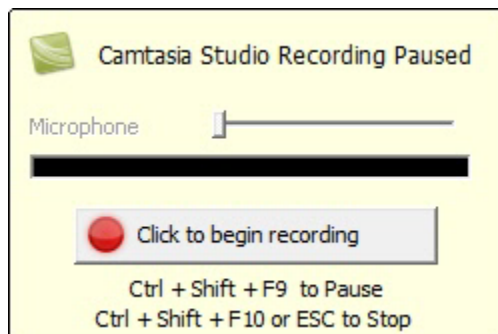 Camtasia Studio Recording Paused
Microphone
Click to begin recording
Ctrl + Shift + F9 to Pause
Ctrl + Shift + F10 or ESC to Stop